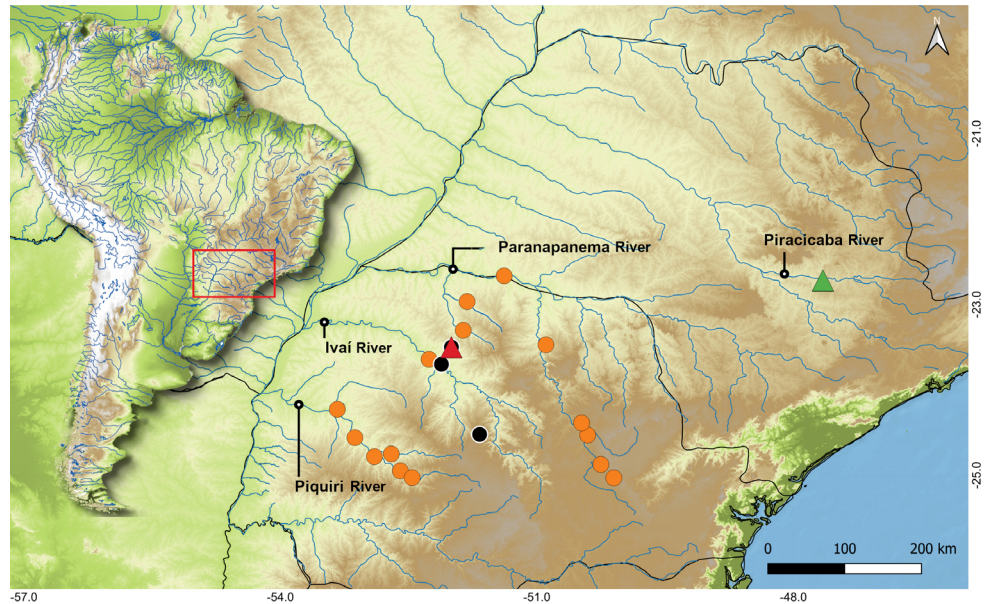 N
-21.0
Paranapanema River
Piracicaba River
-23.0
Ivaí River
-25.0
Piquiri River
0 100 200 km
-57.0 -54.0 -51.0 -48.0